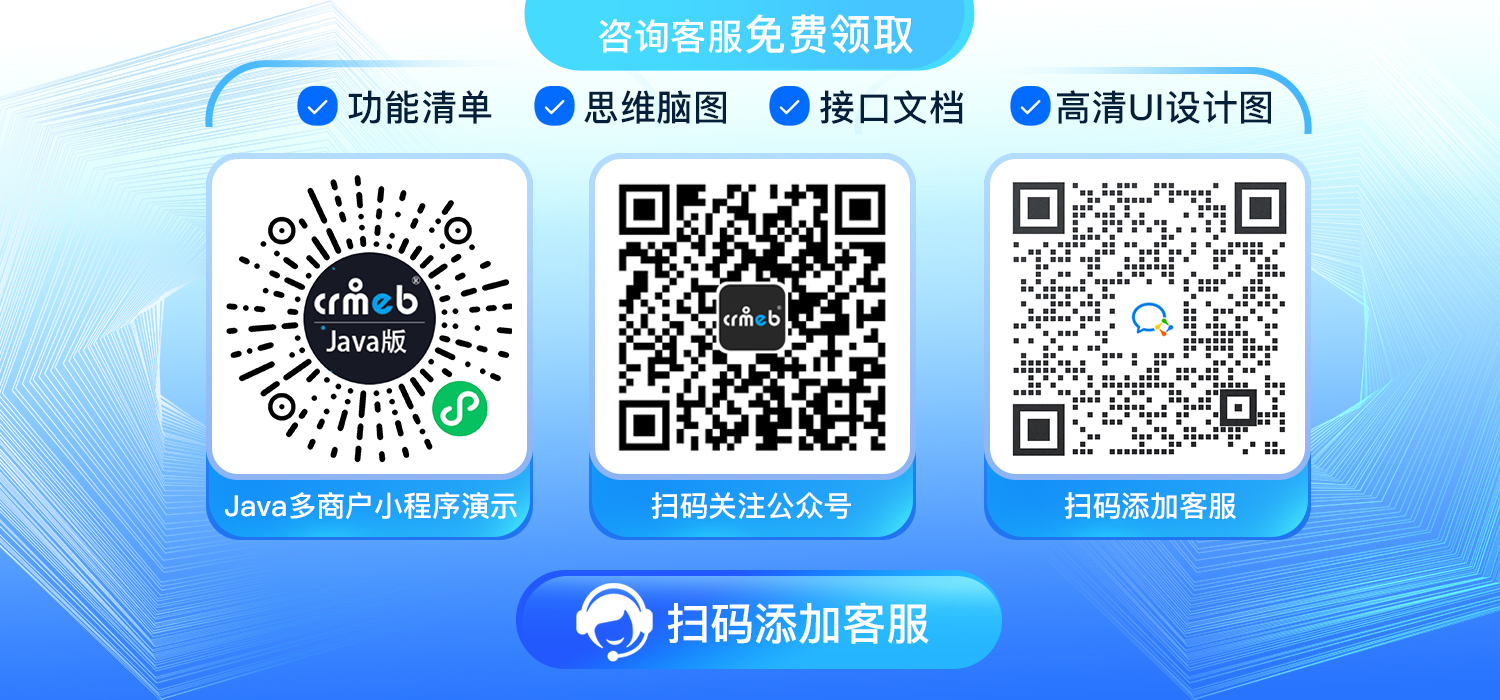 咨询客服免费领取
功能清单 思维脑图 接口文档 高清UI设计图
crmeb®
Java版
crmeb®
Java多商户小程序演示 扫码关注公众号 扫码添加客服
扫码添加客服